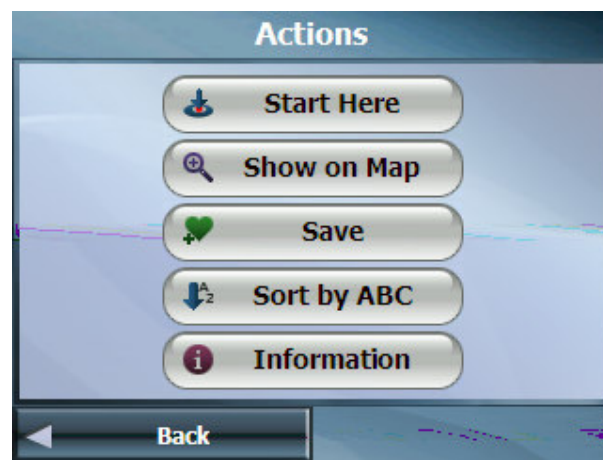 Actions
Start Here
Show on Map
Save
Sort by ABC
Information
Back